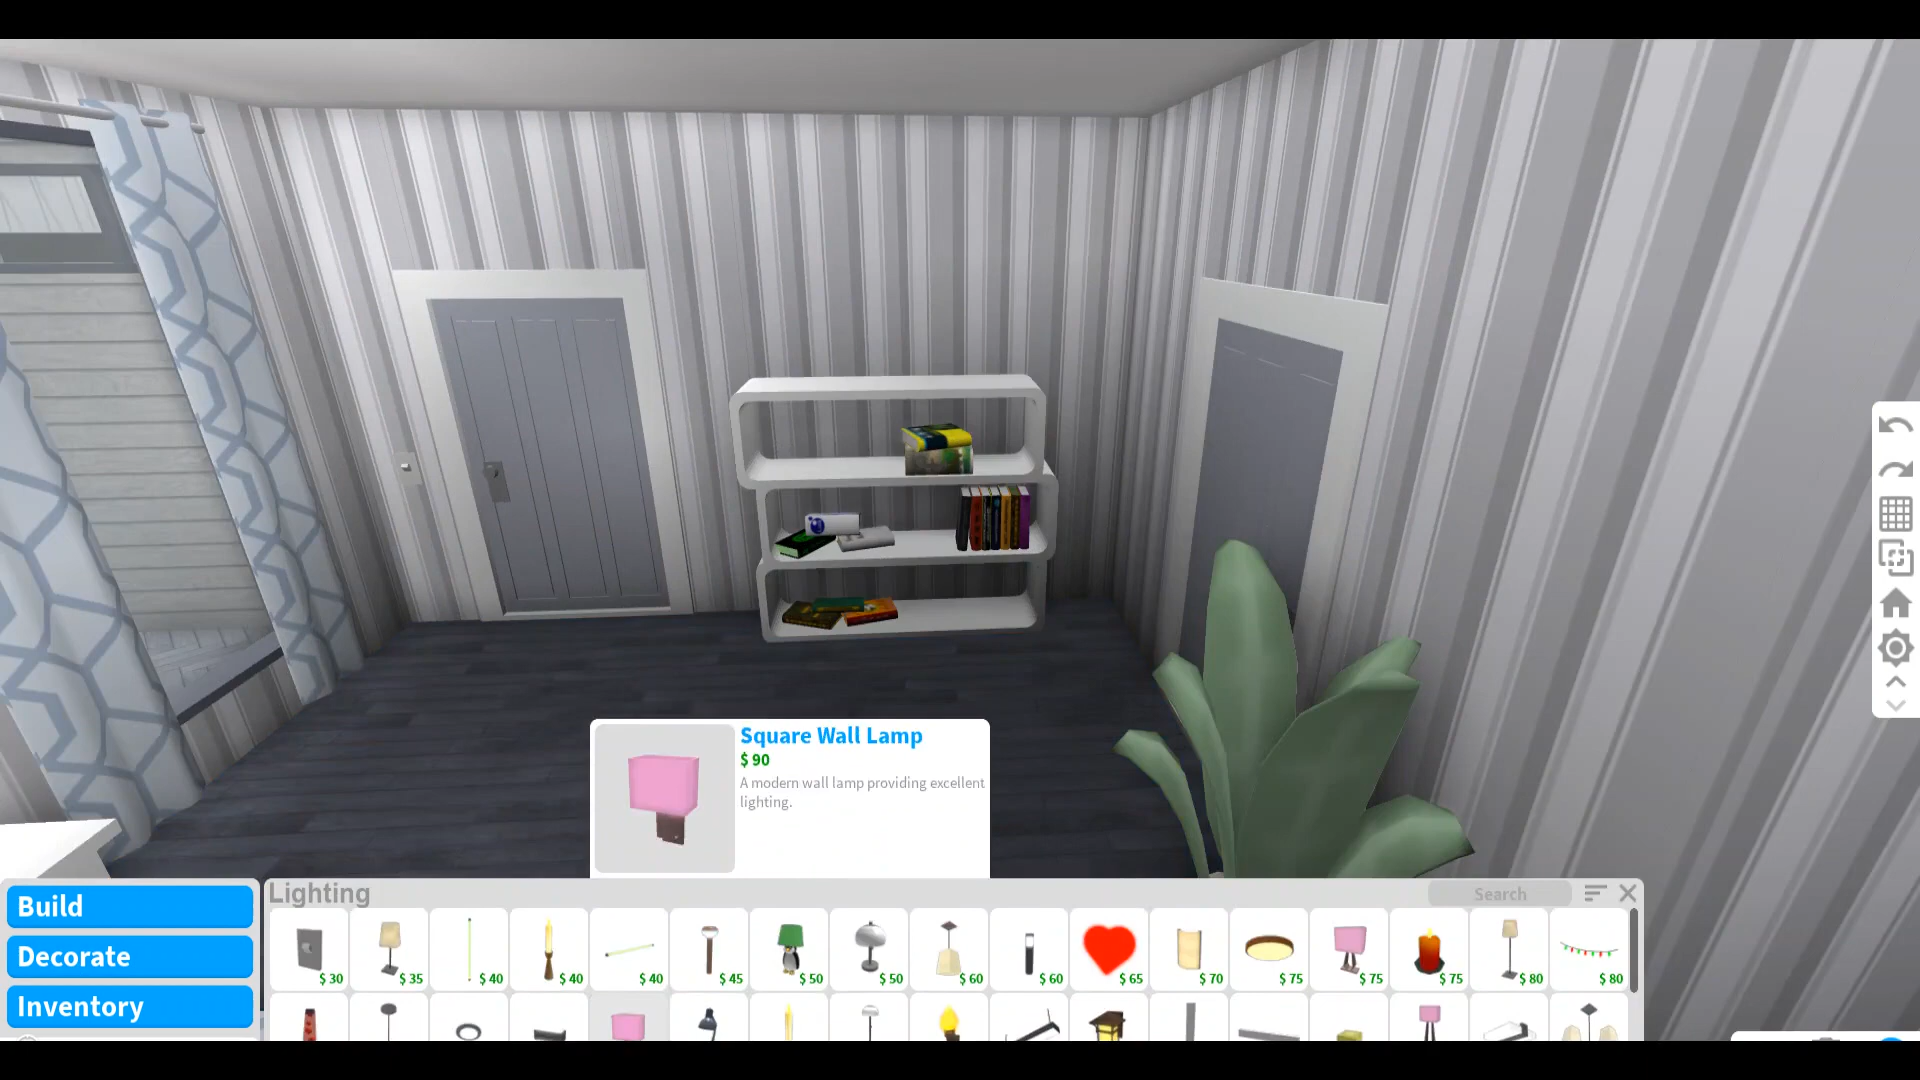 Square Wall Lamp
$ 90
A modern wall lamp providing excellent
lighting.
Build
Decorate
Inventory
Lighting
Search
$ 30
$ 35
$ 40
$ 40
$ 40
$ 45
$ 50
$ 50
$ 60
$ 60
$ 65
$ 70
$ 75
$ 75
$ 75
$ 80
$ 80